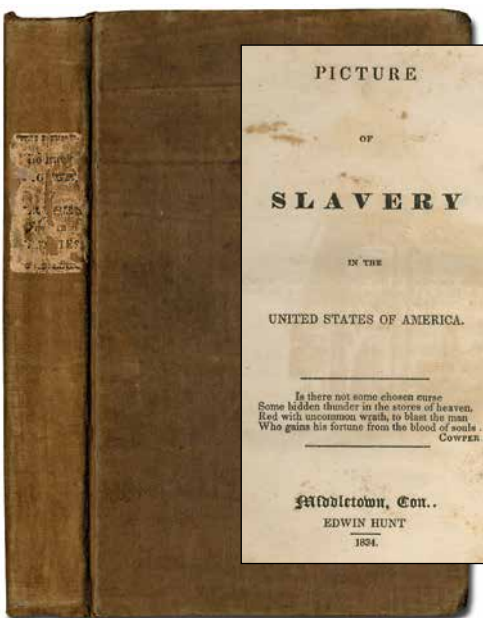 PICTURE
OF
SLAVERY
IN THE
UNITED STATES OF AMERICA.
Is there not some chosen curse
Some hidden thunder in the stores of heaven,
Red with uncommon wrath, to blast the man
Who gains his fortune from the blood of souls.
COWPER
Middletown, Con..
EDWIN HUNT
1834.